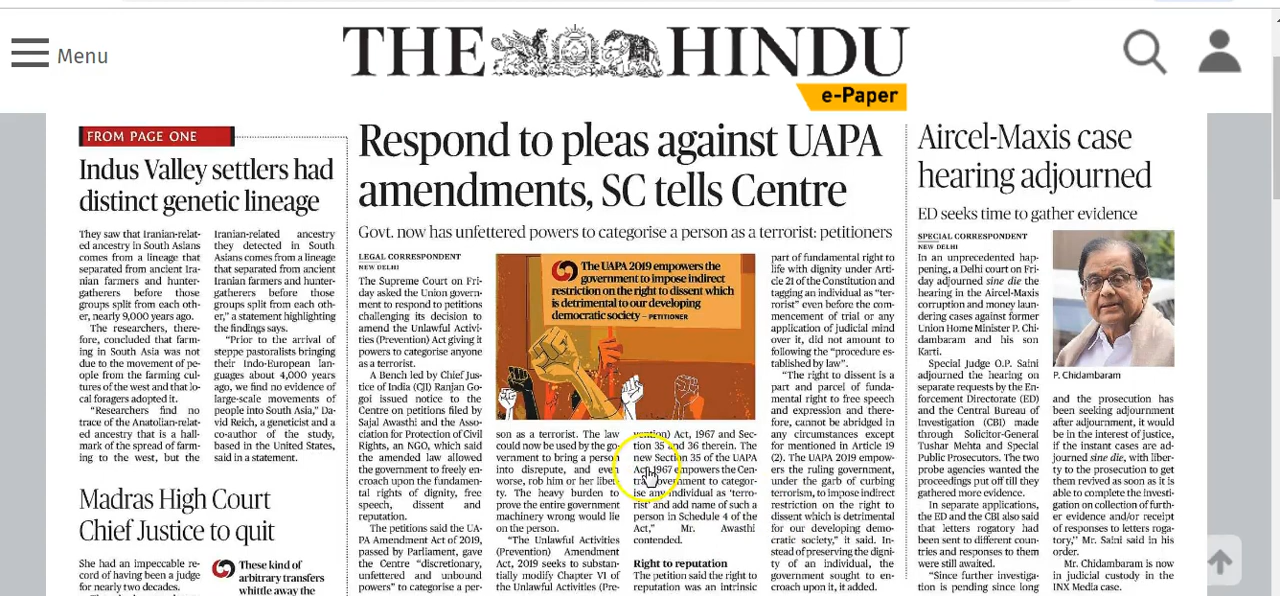 Menu
THE HINDU
e-Paper
FROM PAGE ONE
Indus Valley settlers had
distinct genetic lineage
They saw that Iranian-relat-
ed ancestry in South Asians
comes from a lineage that
separated from ancient Ira-
nian farmers and hunter-
gatherers before those
groups split from each oth-
er, nearly 9,000 years ago.
The researchers, there-
fore, concluded that farm-
ing in South Asia was not
due to the movement of peo-
ple from the farming cul-
tures of the west and that lo-
cal foragers adopted it.
“Researchers find no
trace of the Anatolian-relat-
ed ancestry that is a hall-
mark of the spread of farm-
ing to the west, but the
Iranian-related ancestry
they detected in South
Asians comes from a lineage
that separated from ancient
Iranian farmers and hunter-
gatherers before those
groups split from each oth-
er,” a statement highlighting
the findings says.
“Prior to the arrival of
steppe pastoralists bringing
their Indo-European lan-
guages about 4,000 years
ago, we find no evidence of
large-scale movements of
people into South Asia,” Da-
vid Reich, a geneticist and a
co-author of the study,
based in the United States,
said in a statement.
Madras High Court
Chief Justice to quit
She had an impeccable re-
cord of having been a judge
for nearly two decades.
These kind of
arbitrary transfers
whittle away the
Respond to pleas against UAPA
amendments, SC tells Centre
Govt. now has unfettered powers to categorise a person as a terrorist: petitioners
LEGAL CORRESPONDENT
NEW DELHI
The Supreme Court on Fri-
day asked the Union govern-
ment to respond to petitions
challenging its decision to
amend the Unlawful Activi-
ties (Prevention) Act giving it
powers to categorise anyone
as a terrorist.
A Bench led by Chief Jus-
tice of India (CJI) Ranjan Go-
goi issued notice to the
Centre on petitions filed by
Sajal Awasthi and the Asso-
ciation for Protection of Civil
Rights, an NGO, which said
the amended law allowed
the government to freely en-
croach upon the fundamen-
tal rights of dignity, free
speech, dissent and
reputation.
The petitions said the UA-
PA Amendment Act of 2019,
passed by Parliament, gave
the Centre “discretionary,
unfettered and unbound
powers” to categorise a per-
The UAPA 2019 empowers the
government to impose indirect
restriction on the right to dissent which
is detrimental to our developing
democratic society – PETITIONER
son as a terrorist. The law
could now be used by the go-
vernment to bring a person
into disrepute, and even
worse, rob him or her liber-
ty. The heavy burden to
prove the entire government
machinery wrong would lie
on the person.
“The Unlawful Activities
(Prevention) Amendment
Act, 2019 seeks to substan-
tially modify Chapter VI of
the Unlawful Activities (Pre-
vention) Act, 1967 and Sec-
tion 35 and 36 therein. The
new Section 35 of the UAPA
Act, 1967 empowers the Cen-
tral government to categor-
ise any individual as ‘terro-
rist’ and add name of such a
person in Schedule 4 of the
Act,” Mr. Awasthi
contended.
Right to reputation
The petition said the right to
reputation was an intrinsic
part of fundamental right to
life with dignity under Arti-
cle 21 of the Constitution and
tagging an individual as “ter-
rorist” even before the com-
mencement of trial or any
application of judicial mind
over it, did not amount to
following the “procedure es-
tablished by law”.
“The right to dissent is a
part and parcel of funda-
mental right to free speech
and expression and there-
fore, cannot be abridged in
any circumstances except
for mentioned in Article 19
(2). The UAPA 2019 empow-
ers the ruling government,
under the garb of curbing
terrorism, to impose indirect
restriction on the right to
dissent which is detrimental
for our developing demo-
cratic society,” it said. In-
stead of preserving the digni-
ty of an individual, the
government sought to en-
croach upon it, it added.
Aircel-Maxis case
hearing adjourned
ED seeks time to gather evidence
SPECIAL CORRESPONDENT
NEW DELHI
In an unprecedented hap-
pening, a Delhi court on Fri-
day adjourned sine die the
hearing in the Aircel-Maxis
corruption and money laun-
dering cases against former
Union Home Minister P. Chi-
dambaram and his son
Karti.
Special Judge O.P. Saini
adjourned the hearing on
separate requests by the En-
forcement Directorate (ED)
and the Central Bureau of
Investigation (CBI) made
through Solicitor-General
Tushar Mehta and Special
Public Prosecutors. The two
probe agencies wanted the
proceedings put off till they
gathered more evidence.
In separate applications,
the ED and the CBI also said
that letters rogatory had
been sent to different coun-
tries and responses to them
were still awaited.
“Since further investiga-
tion is pending since long
P. Chidambaram
and the prosecution has
been seeking adjournment
after adjournment, it would
be in the interest of justice,
if the instant cases are ad-
journed sine die, with liber-
ty to the prosecution to get
them revived as soon as it is
able to complete the investi-
gation on collection of furth-
er evidence and/or receipt
of responses to letters roga-
tory,” Mr. Saini said in his
order.
Mr. Chidambaram is now
in judicial custody in the
INX Media case.